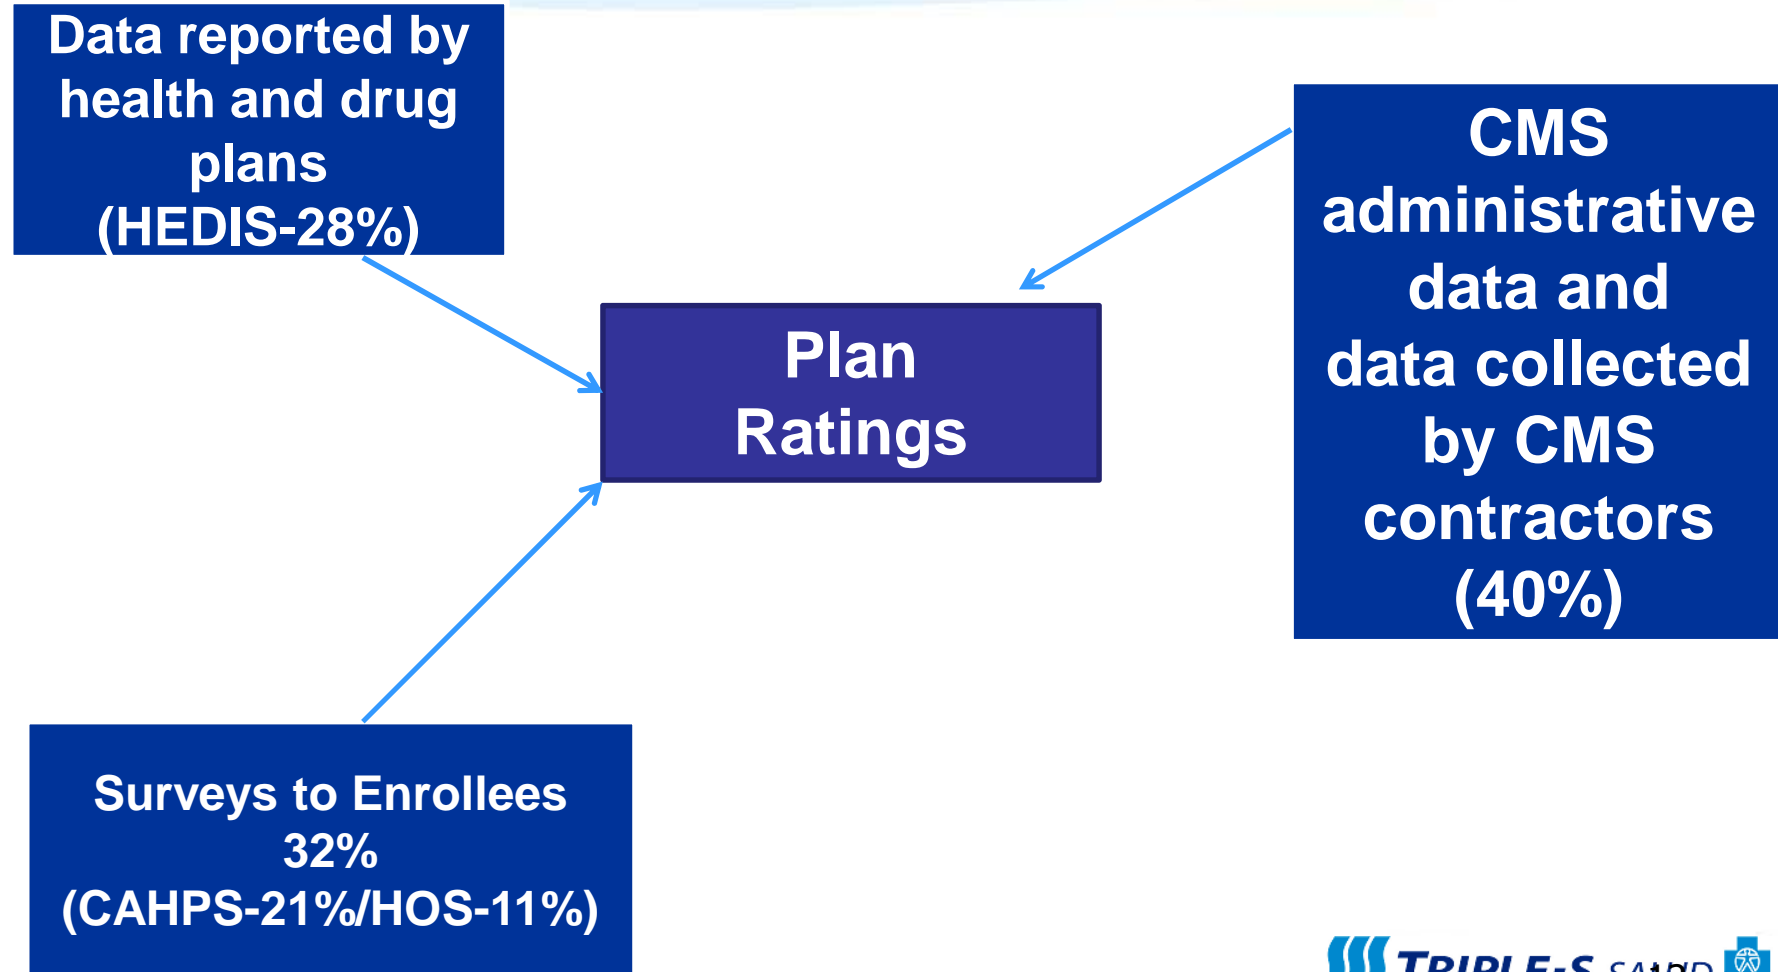 Data reported by
health and drug
plans
(HEDIS-28%)
CMS
administrative
data and
data collected
by CMS
contractors
(40%)
Plan
Ratings
Surveys to Enrollees
32%
(CAHPS-21%/HOS-11%)
TRIPLE-S